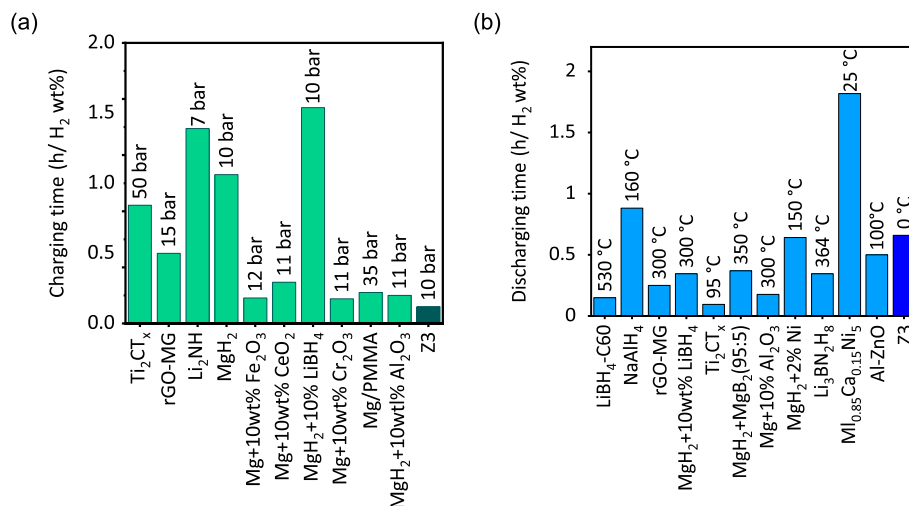 (a)
Charging time (h/ H₂ wt%)
2.0
1.5
1.0
0.5
0.0
50 bar
15 bar
7 bar
10 bar
12 bar
11 bar
10 bar
11 bar
35 bar
11 bar
10 bar
Ti₂CTₓ
rGO-MG
Li₂NH
MgH₂
Mg+10wt% Fe₂O₃
Mg+10wt% CeO₂
MgH₂+10% LiBH₄
Mg+10wt% Cr₂O₃
Mg/PMMA
MgH₂+10wtl% Al₂O₃
Z3
(b)
Discharging time (h/ H₂ wt%)
2
1.5
1
0.5
0
530 °C
160 °C
300 °C
300 °C
95 °C
350 °C
300 °C
150 °C
364 °C
25 °C
100°C
0 °C
LiBH₄-C60
NaAlH₄
rGO-MG
MgH₂+10wt% LiBH₄
Ti₂CTₓ
MgH₂+MgB₂(95:5)
Mg+10% Al₂O₃
MgH₂+2% Ni
Li₃BN₂H₈
Ml₀.₈₅Ca₀.₁₅Ni₅
Al-ZnO
Z3